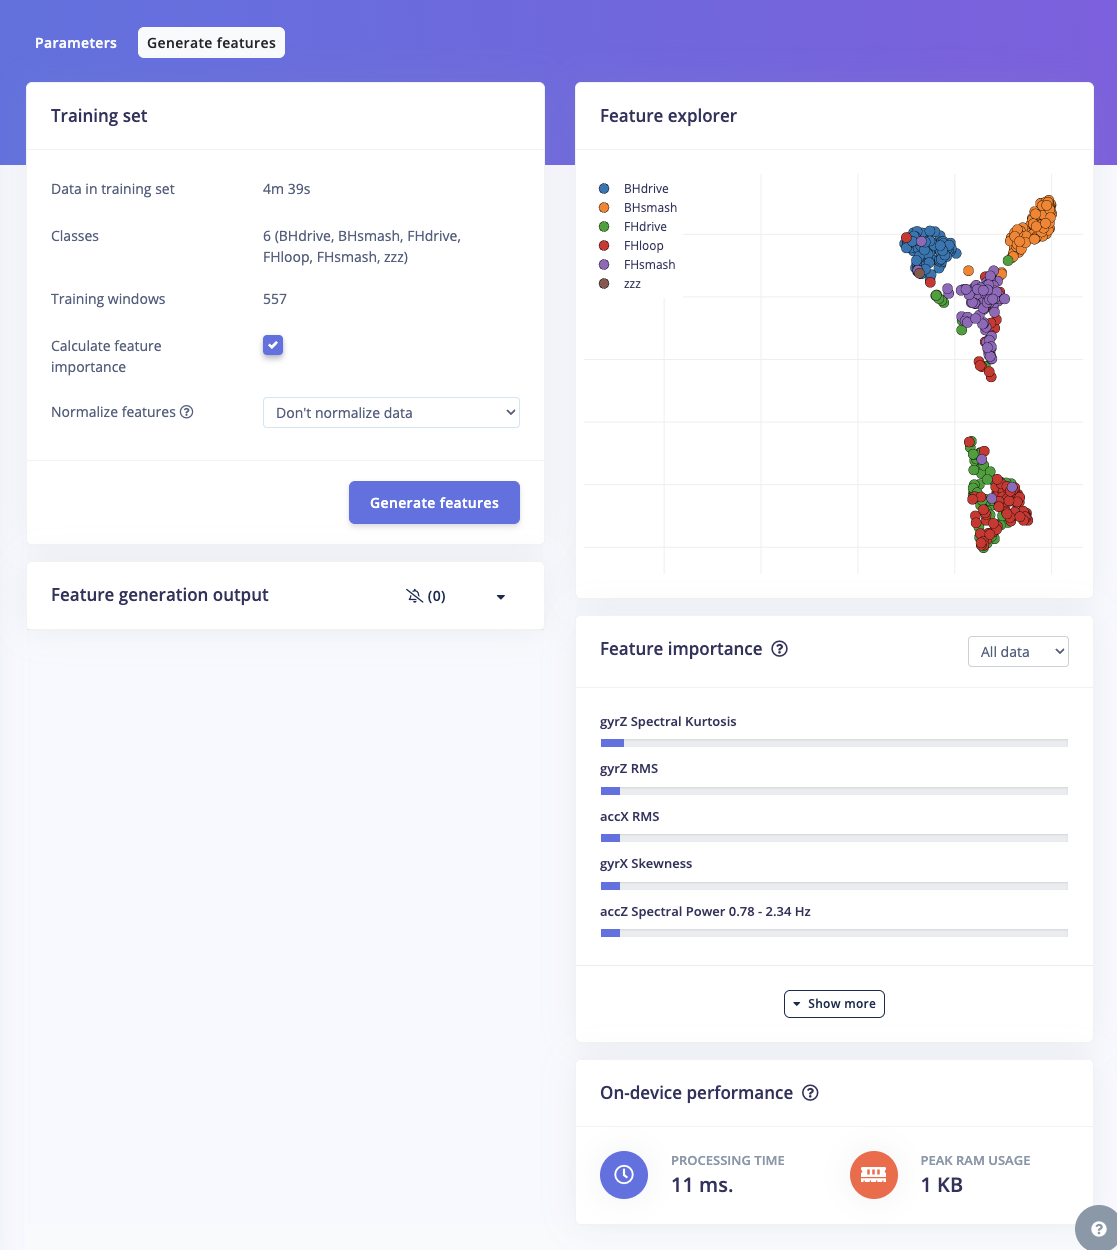 Parameters
Generate features
Training set
Data in training set
4m 39s
Classes
6 (BHdrive, BHsmash, FHdrive,
FHloop, FHsmash, zzz)
Training windows
557
Calculate feature
importance
Normalize features
Don't normalize data
Generate features
Feature generation output
(0)
Feature explorer
BHdrive
BHsmash
FHdrive
FHloop
FHsmash
zzz
Feature importance
All data
gyrZ Spectral Kurtosis
gyrZ RMS
accX RMS
gyrX Skewness
accZ Spectral Power 0.78 - 2.34 Hz
Show more
On-device performance
PROCESSING TIME
11 ms.
PEAK RAM USAGE
1 KB